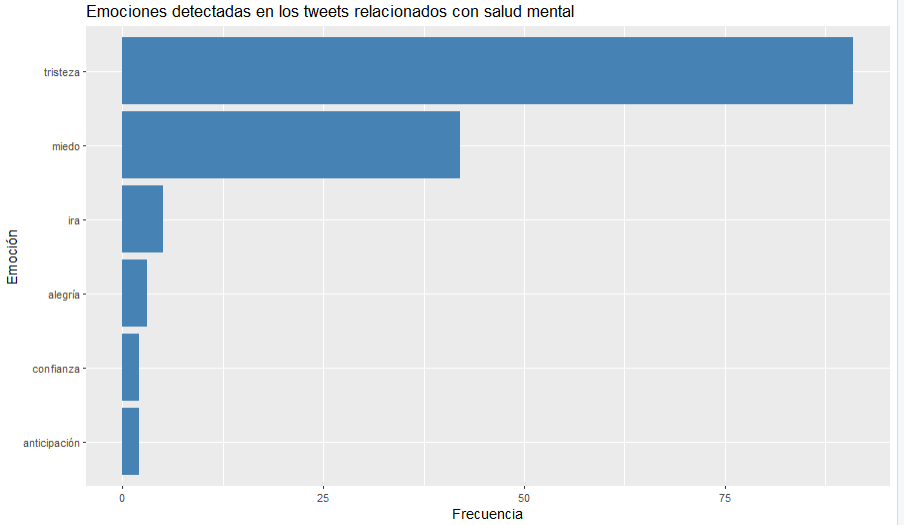 Emociones detectadas en los tweets relacionados con salud mental
tristeza
miedo
ira
alegría
confianza
anticipación
Emoción
0 25 50 75
Frecuencia